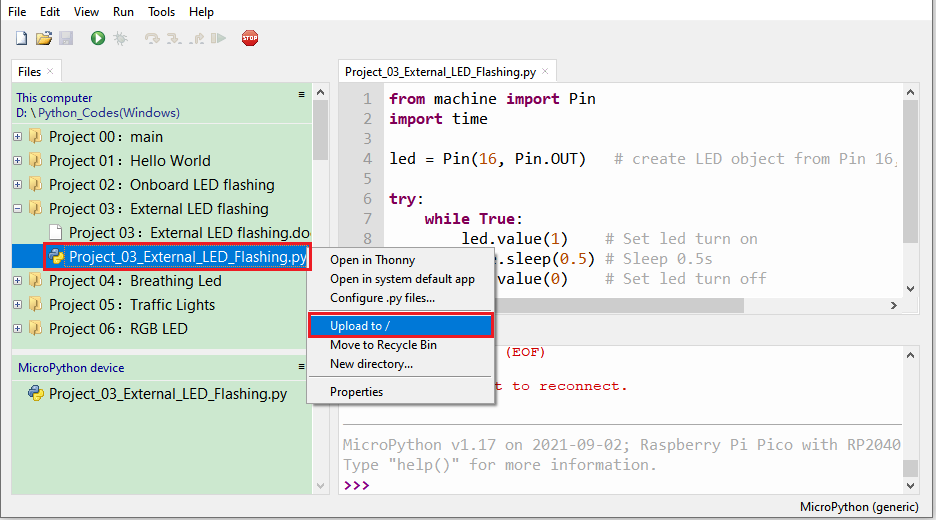 File Edit View Run Tools Help
STOP
Files
This computer
D: \Python_Codes(Windows)
Project 00：main
Project 01：Hello World
Project 02：Onboard LED flashing
Project 03：External LED flashing
Project 03：External LED flashing.do
Project_03_External_LED_Flashing.py
Project 04：Breathing Led
Project 05：Traffic Lights
Project 06：RGB LED
MicroPython device
Project_03_External_LED_Flashing.py
Project_03_External_LED_Flashing.py
1 from machine import Pin
2 import time
3
4 led = Pin(16, Pin.OUT) # create LED object from Pin 16,
5
6 try:
7 while True:
8 led.value(1) # Set led turn on
e.sleep(0.5) # Sleep 0.5s
.value(0) # Set led turn off
Open in Thonny
Open in system default app
Configure .py files...
Upload to /
Move to Recycle Bin
New directory...
Properties
(EOF)
t to reconnect.
MicroPython v1.17 on 2021-09-02; Raspberry Pi Pico with RP2040
Type "help()" for more information.
>>>
MicroPython (generic)